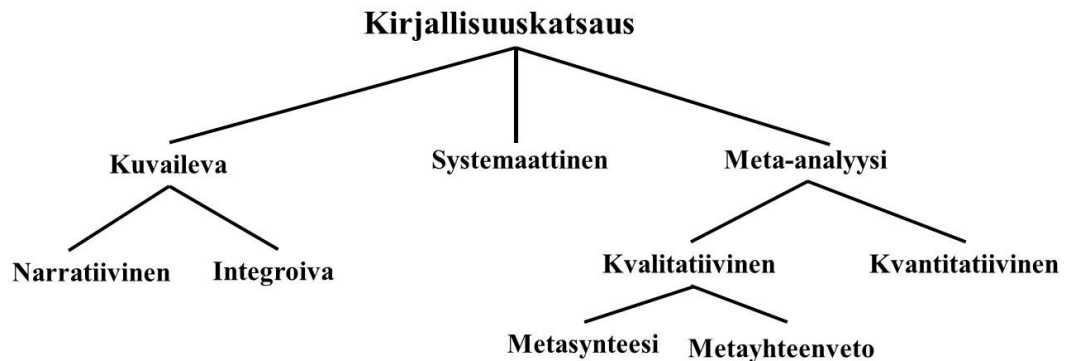 Kirjallisuuskatsaus
Kuvaileva
Systemaattinen
Meta-analyysi
Narratiivinen
Integroiva
Kvalitatiivinen
Kvantitatiivinen
Metasynteesi
Metayhteenveto